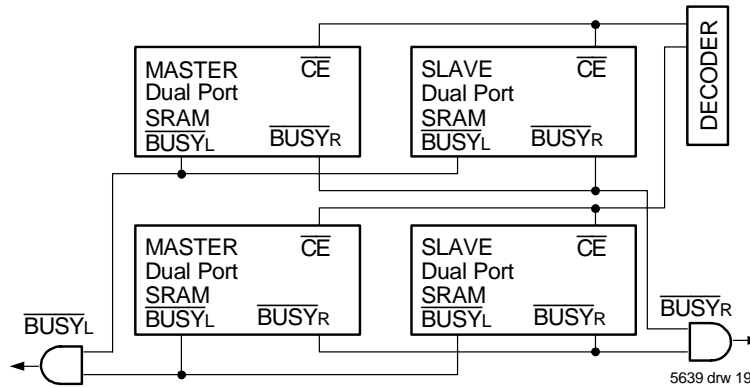 MASTER
Dual Port
SRAM
CE
BUSYL
BUSYR
SLAVE
Dual Port
SRAM
CE
BUSYL
BUSYR
DECODER
MASTER
Dual Port
SRAM
CE
BUSYL
BUSYR
SLAVE
Dual Port
SRAM
CE
BUSYL
BUSYR
BUSYL
BUSYR
5639 drw 19